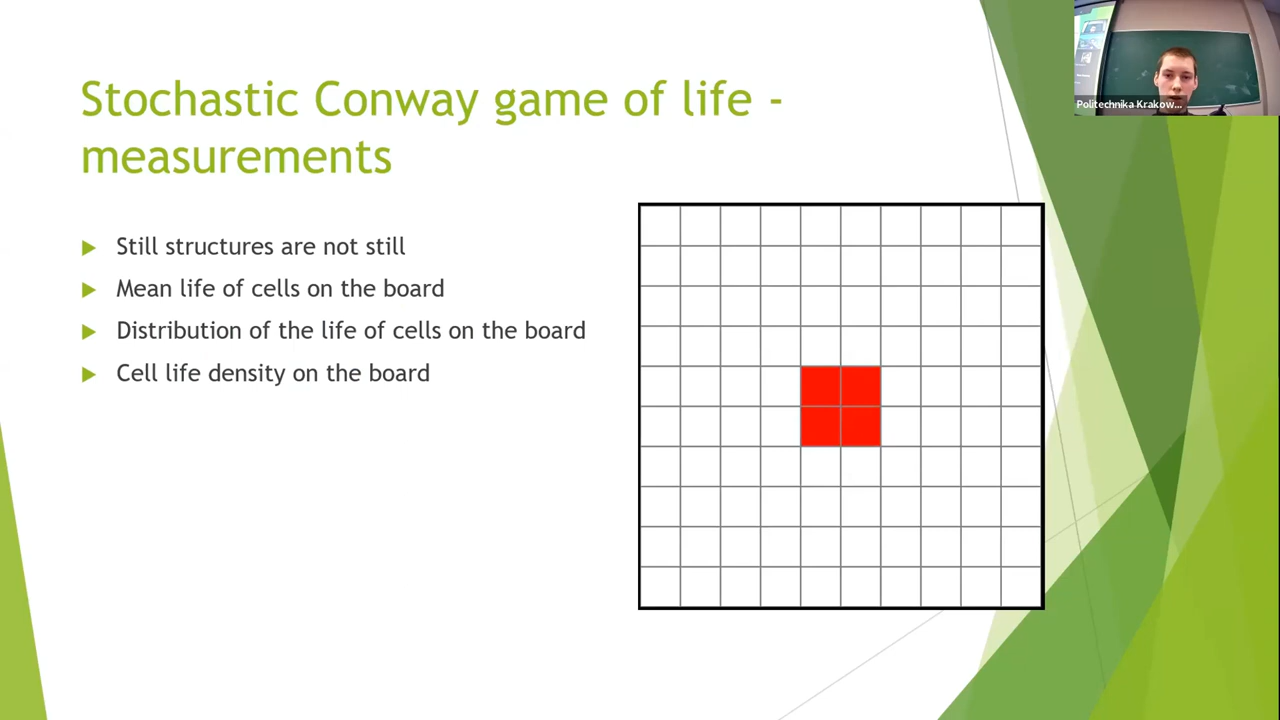 Stochastic Conway game of life -
measurements
Still structures are not still
Mean life of cells on the board
Distribution of the life of cells on the board
Cell life density on the board
Politechnika Krakow...